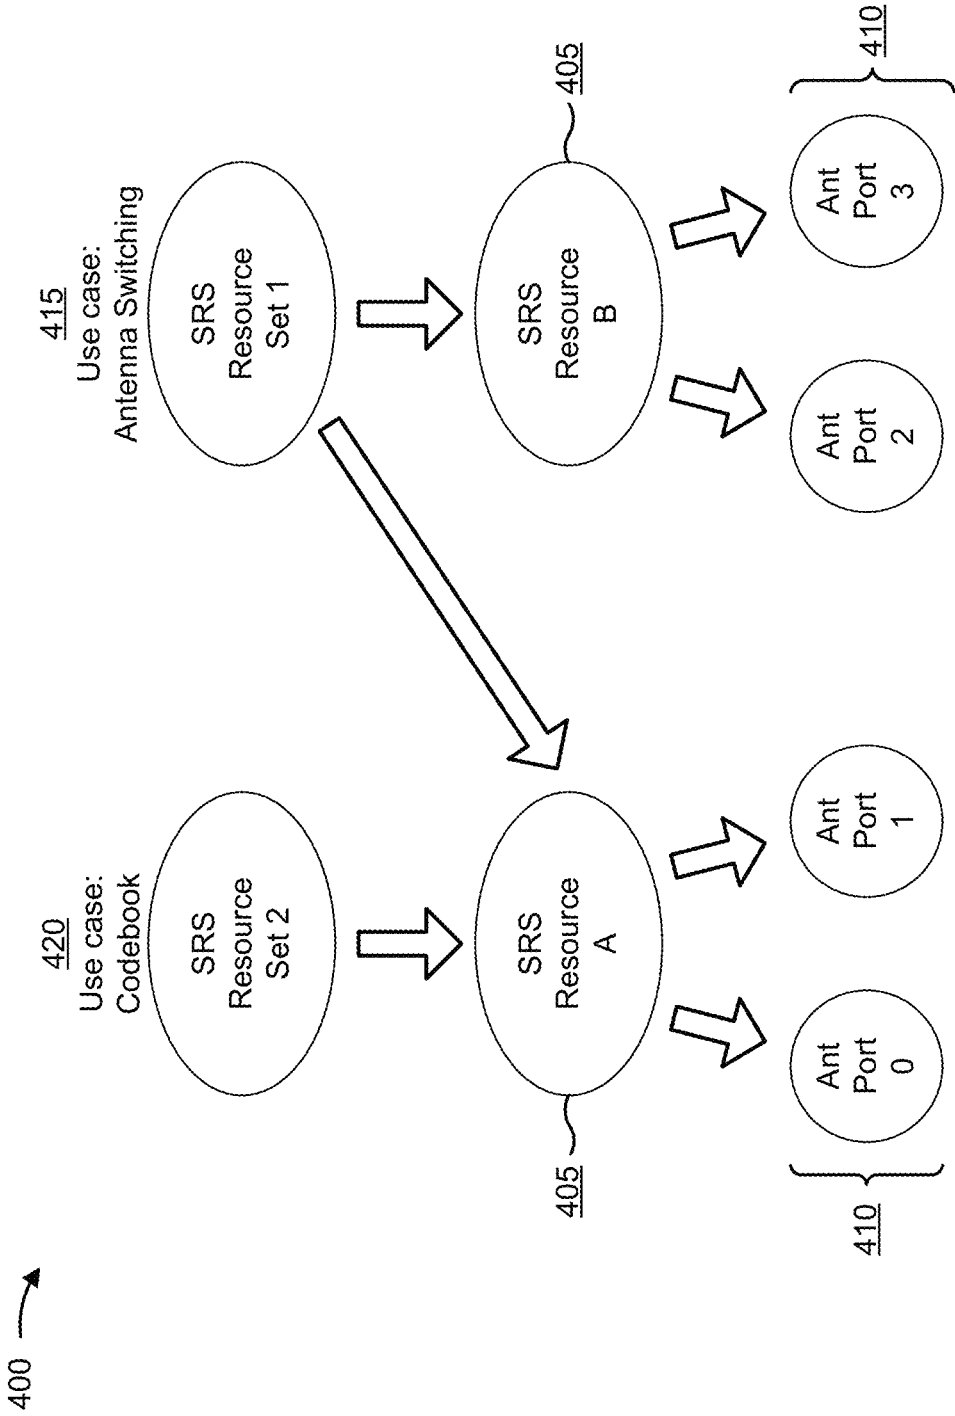 400
420
Use case:
Codebook
415
Use case:
Antenna Switching
SRS
Resource
Set 2
SRS
Resource
Set 1
405
SRS
Resource
A
SRS
Resource
B
405
410
Ant
Port
0
Ant
Port
1
Ant
Port
2
Ant
Port
3
410